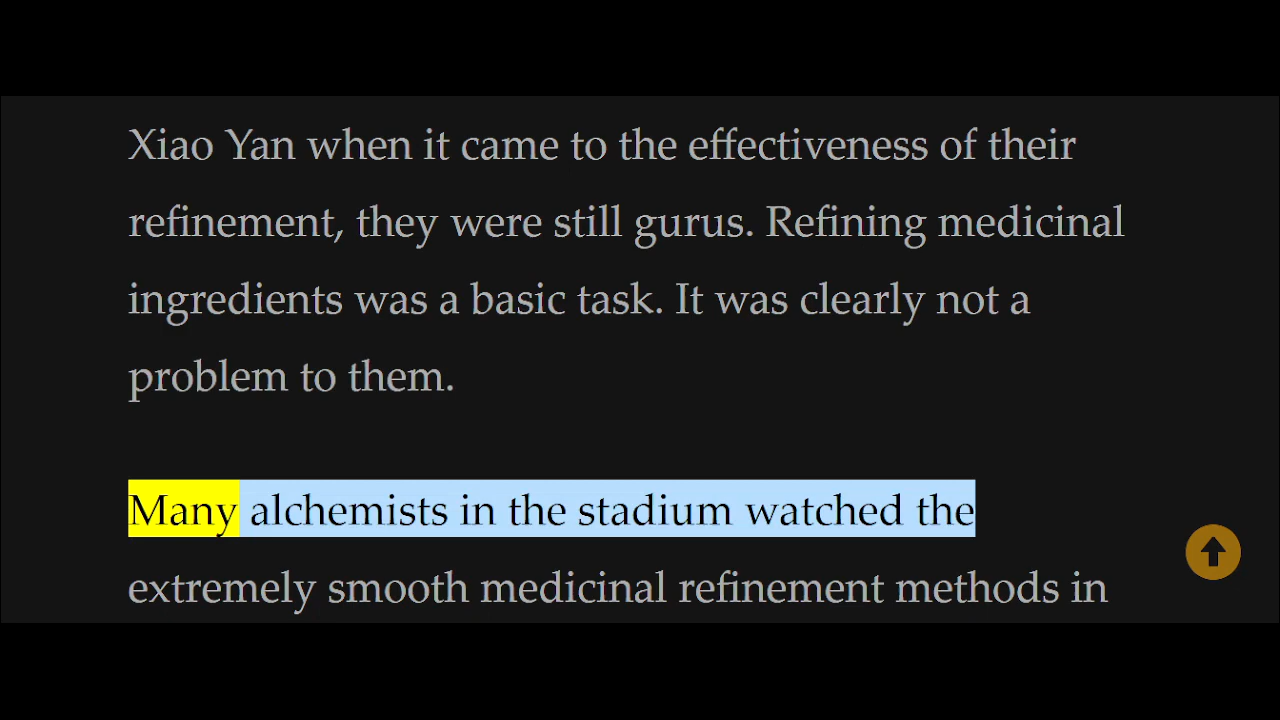 Xiao Yan when it came to the effectiveness of their
refinement, they were still gurus. Refining medicinal
ingredients was a basic task. It was clearly not a
problem to them.
Many alchemists in the stadium watched the
extremely smooth medicinal refinement methods in